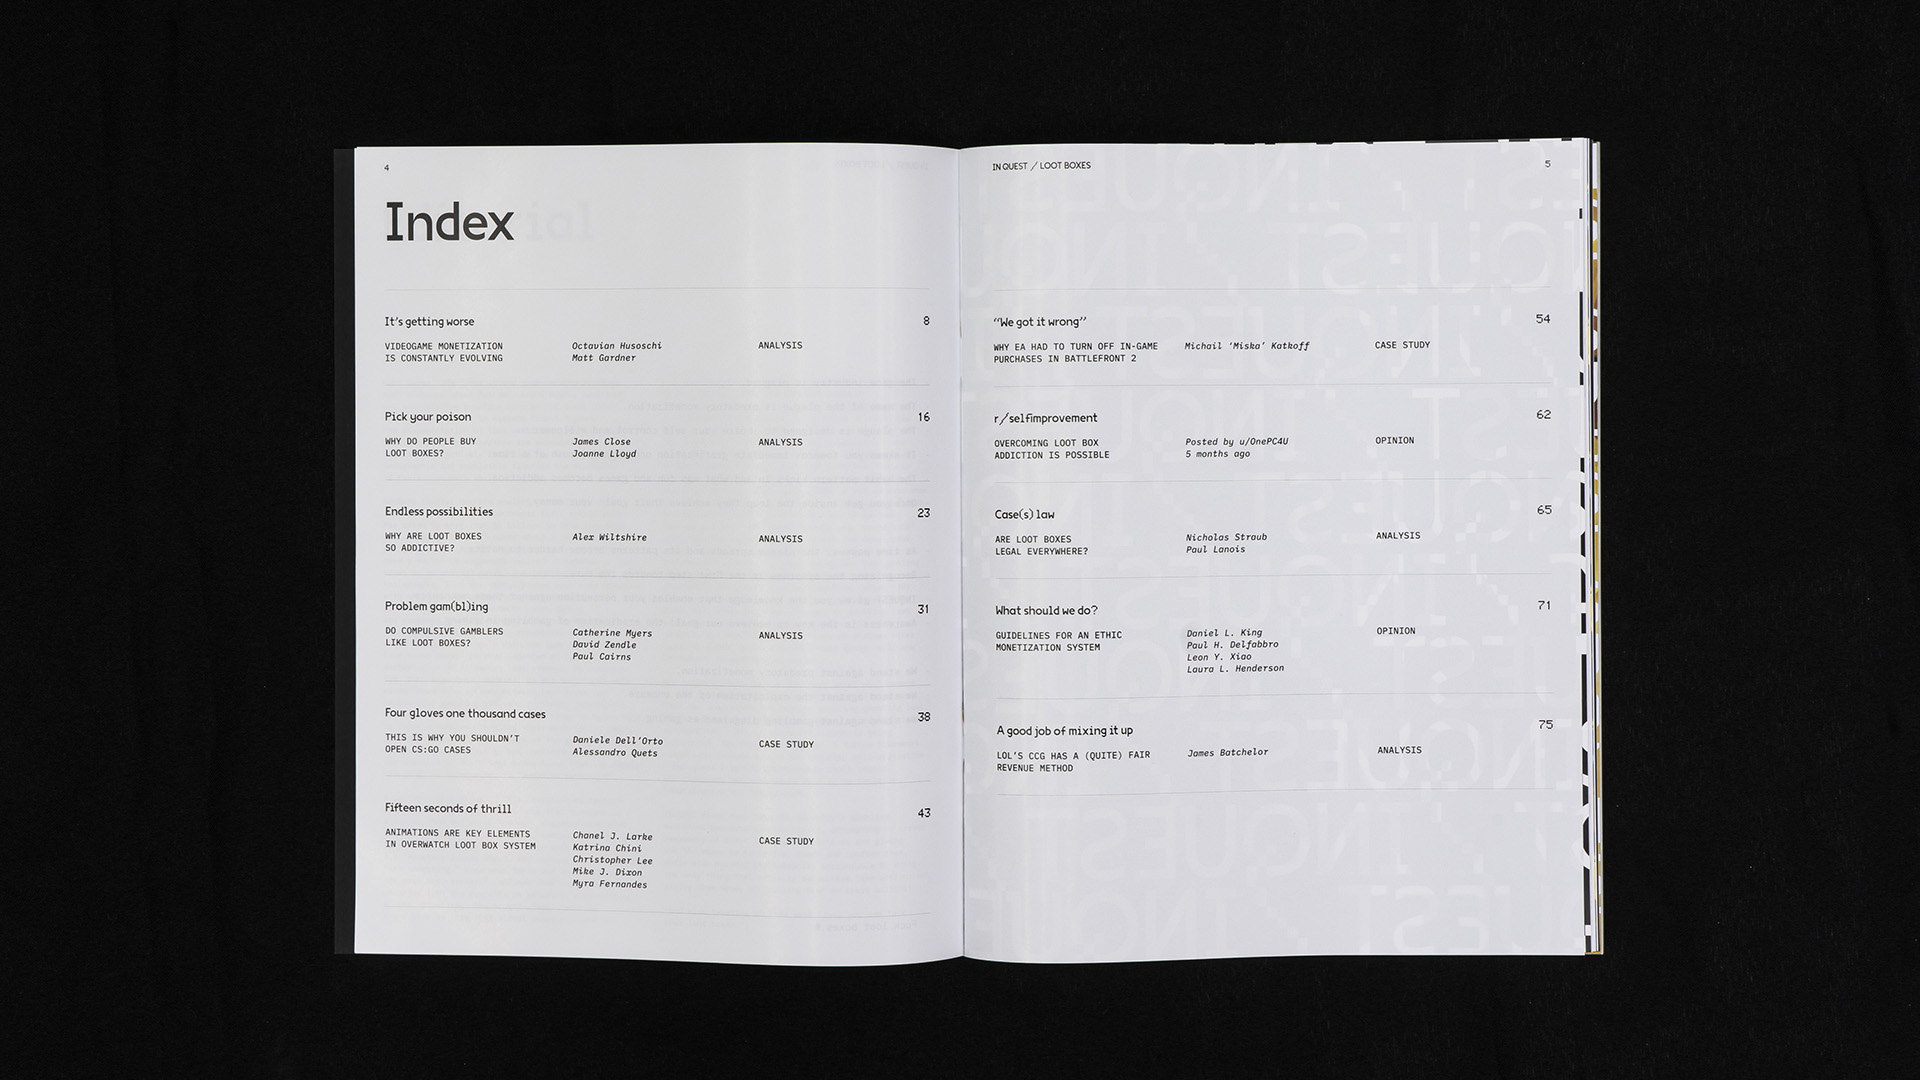 4
Index
It's getting worse
8
VIDEOGAME MONETIZATION
IS CONSTANTLY EVOLVING
Octavian Husoschi
Matt Gardner
ANALYSIS
Pick your poison
16
WHY DO PEOPLE BUY
LOOT BOXES?
James Close
Joanne Lloyd
ANALYSIS
Endless possibilities
23
WHY ARE LOOT BOXES
SO ADDICTIVE?
Alex Wiltshire
ANALYSIS
Problem gam(bl)ing
31
DO COMPULSIVE GAMBLERS
LIKE LOOT BOXES?
Catherine Myers
David Zendle
Paul Cairns
ANALYSIS
Four gloves one thousand cases
38
THIS IS WHY YOU SHOULDN'T
OPEN CS:GO CASES
Daniele Dell'Orto
Alessandro Quets
CASE STUDY
Fifteen seconds of thrill
43
ANIMATIONS ARE KEY ELEMENTS
IN OVERWATCH LOOT BOX SYSTEM
Chanel J. Larke
Katrina Chini
Christopher Lee
Mike J. Dixon
Myra Fernandes
CASE STUDY
IN QUEST / LOOT BOXES
5
“We got it wrong”
54
WHY EA HAD TO TURN OFF IN-GAME
PURCHASES IN BATTLEFRONT 2
Michail 'Miska' Katkoff
CASE STUDY
r/selfimprovement
62
OVERCOMING LOOT BOX
ADDICTION IS POSSIBLE
Posted by u/OnePC4U
5 months ago
OPINION
Case(s) law
65
ARE LOOT BOXES
LEGAL EVERYWHERE?
Nicholas Straub
Paul Lanois
ANALYSIS
What should we do?
71
GUIDELINES FOR AN ETHIC
MONETIZATION SYSTEM
Daniel L. King
Paul H. Delfabbro
Leon Y. Xiao
Laura L. Henderson
OPINION
A good job of mixing it up
75
LOL'S CCG HAS A (QUITE) FAIR
REVENUE METHOD
James Batchelor
ANALYSIS